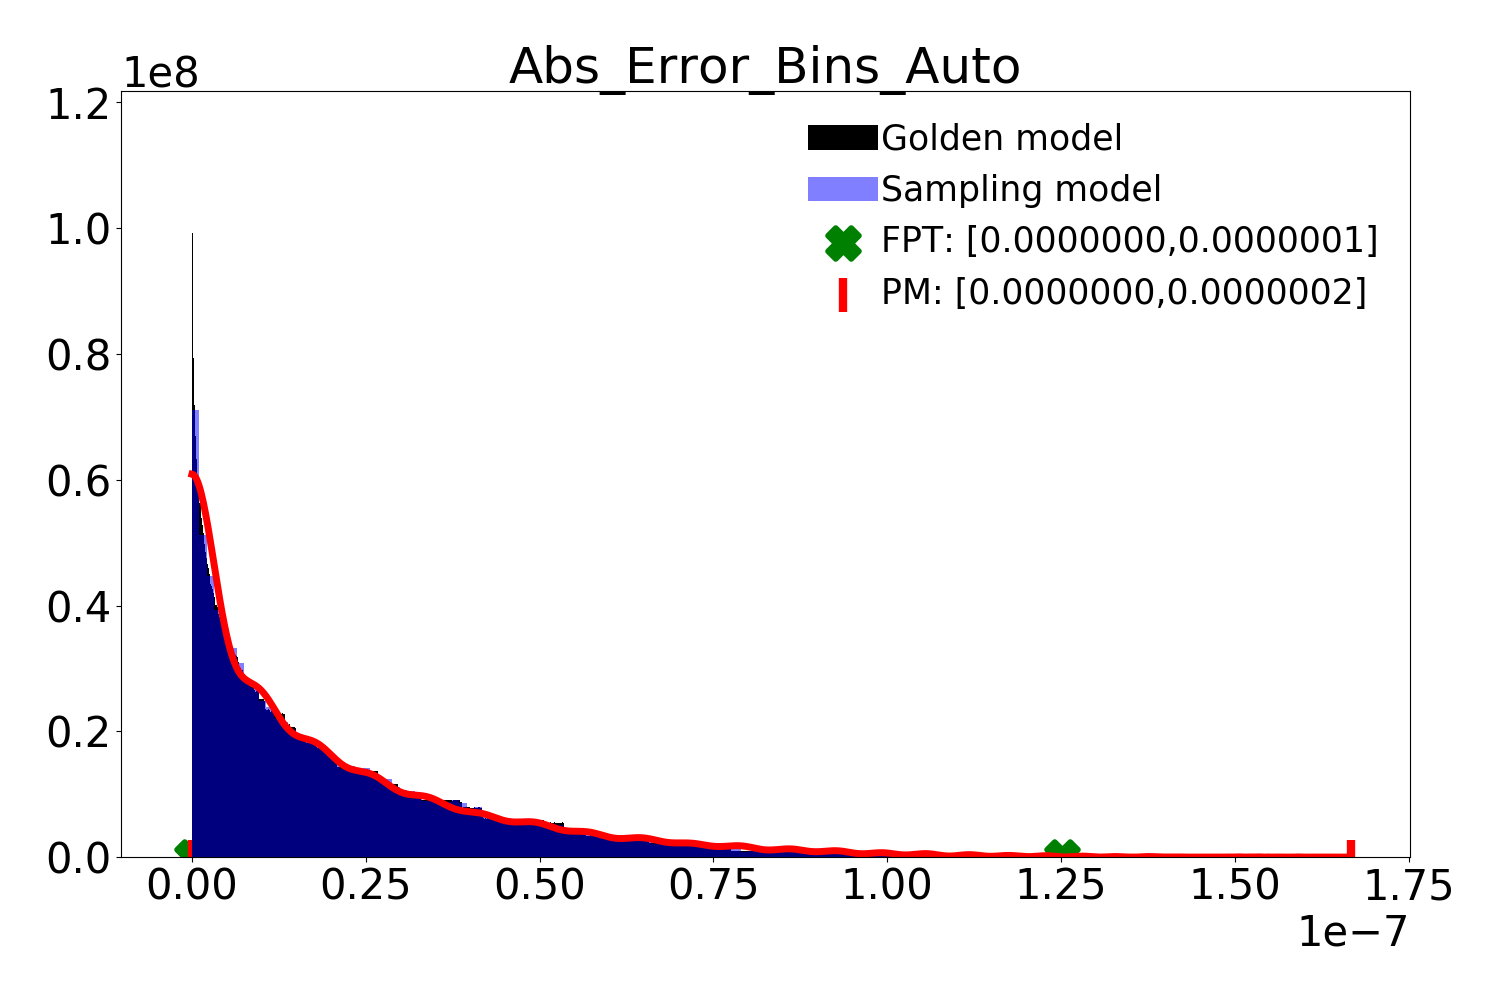 Abs_Error_Bins_Auto
1e8
1.2
1.0
0.8
0.6
0.4
0.2
0.0
Golden model
Sampling model
FPT: [0.0000000,0.0000001]
PM: [0.0000000,0.0000002]
0.00 0.25 0.50 0.75 1.00 1.25 1.50 1.75
1e−7